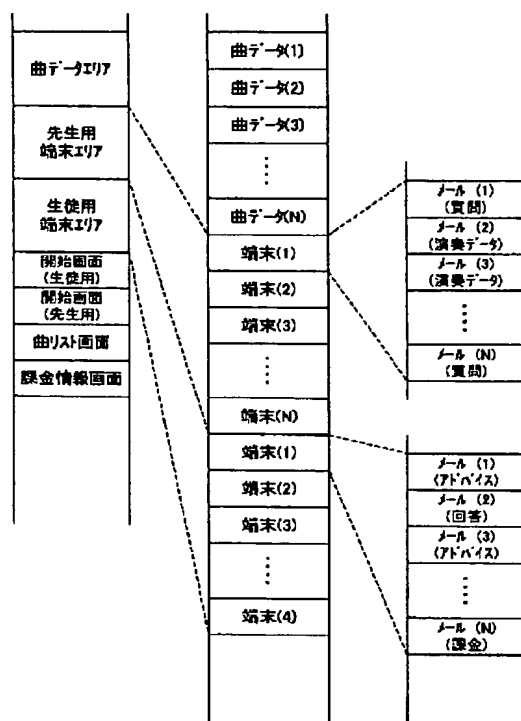 曲データエリア
先生用
端末エリア
生徒用
端末エリア
開始画面
(生徒用)
開始画面
(先生用)
曲リスト画面
課金情報画面
曲データ(1)
曲データ(2)
曲データ(3)
曲データ(N)
端末(1)
端末(2)
端末(3)
端末(N)
端末(1)
端末(2)
端末(3)
端末(4)
メール (1)
(質問)
メール (2)
(演奏データ)
メール (3)
(演奏データ)
メール (N)
(質問)
メール (1)
(アドバイス)
メール (2)
(回答)
メール (3)
(アドバイス)
メール (N)
(課金)